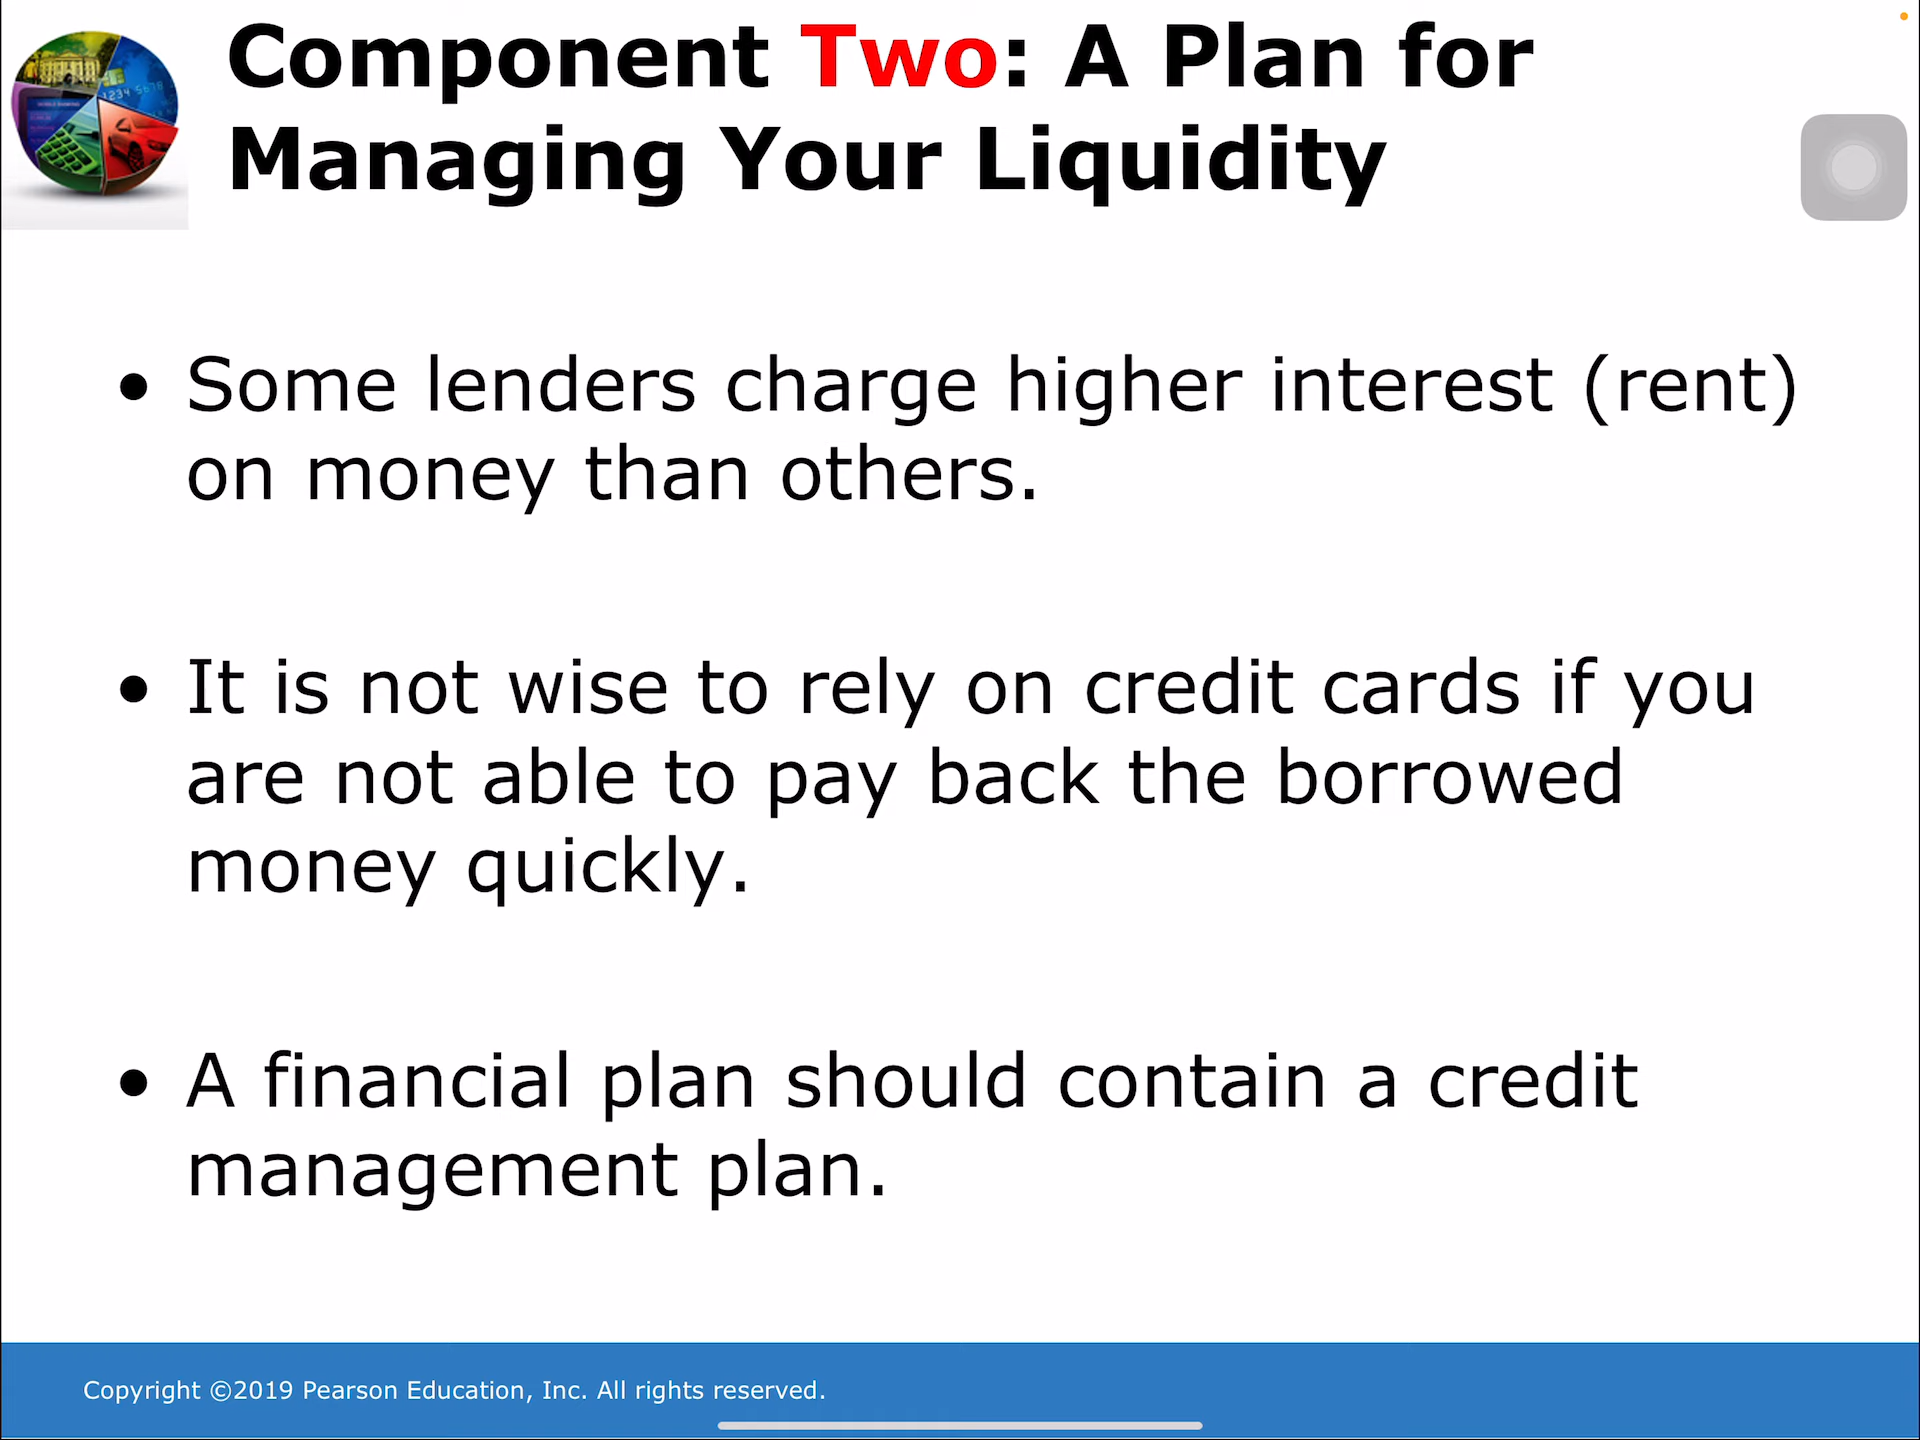 Component Two: A Plan for
Managing Your Liquidity
• Some lenders charge higher interest (rent)
on money than others.
• It is not wise to rely on credit cards if you
are not able to pay back the borrowed
money quickly.
• A financial plan should contain a credit
management plan.
Copyright ©2019 Pearson Education, Inc. All rights reserved.